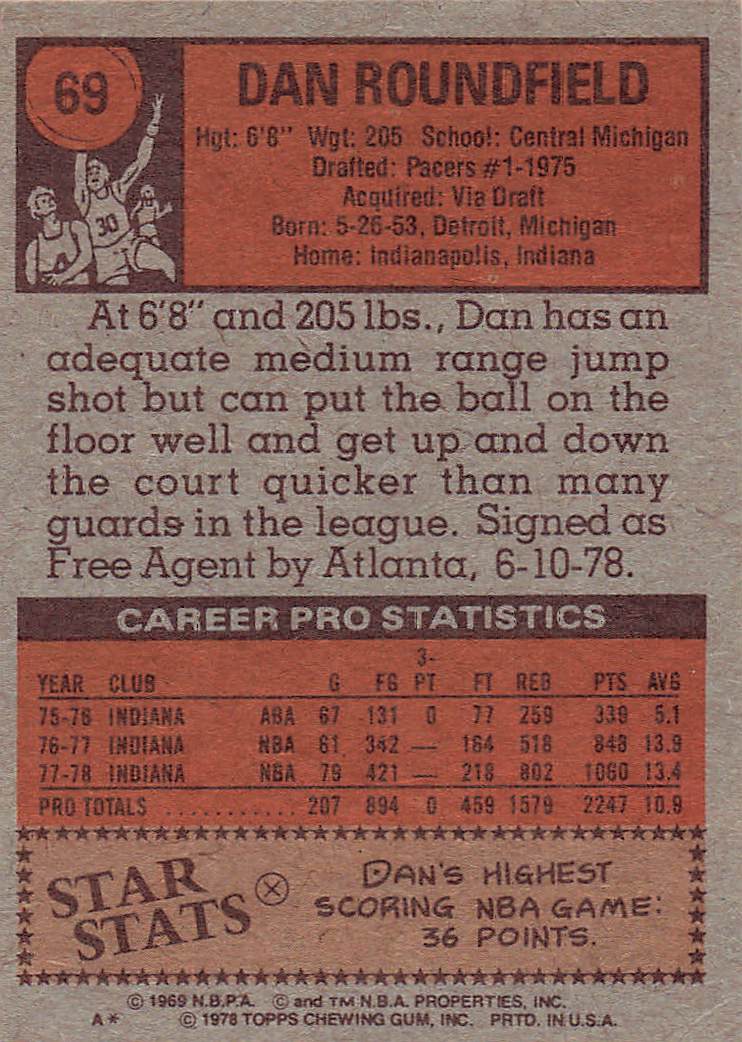 69
DAN ROUNDFIELD
Hgt: 6'8" Wgt: 205 School: Central Michigan
Drafted: Pacers #1-1975
Acquired: Via Draft
Born: 5-26-53, Detroit, Michigan
Home: Indianapolis, Indiana
30
At 6'8" and 205 lbs., Dan has an
adequate medium range jump
shot but can put the ball on the
floor well and get up and down
the court quicker than many
guards in the league. Signed as
Free Agent by Atlanta, 6-10-78.
CAREER PRO STATISTICS
3-
YEAR CLUB G FG PT FT REB PTS AVG
75-76 INDIANA ABA 67 131 0 77 259 339 5.1
76-77 INDIANA NBA 61 342 — 164 518 848 13.9
77-78 INDIANA NBA 79 421 — 218 802 1060 13.4
PRO TOTALS ........... 207 894 0 459 1579 2247 10.9
STAR
STATS
DAN'S HIGHEST
SCORING NBA GAME:
36 POINTS.
© 1969 N.B.P.A. © and TM N.B.A. PROPERTIES, INC.
A* © 1978 TOPPS CHEWING GUM, INC. PRTD. IN U.S.A.